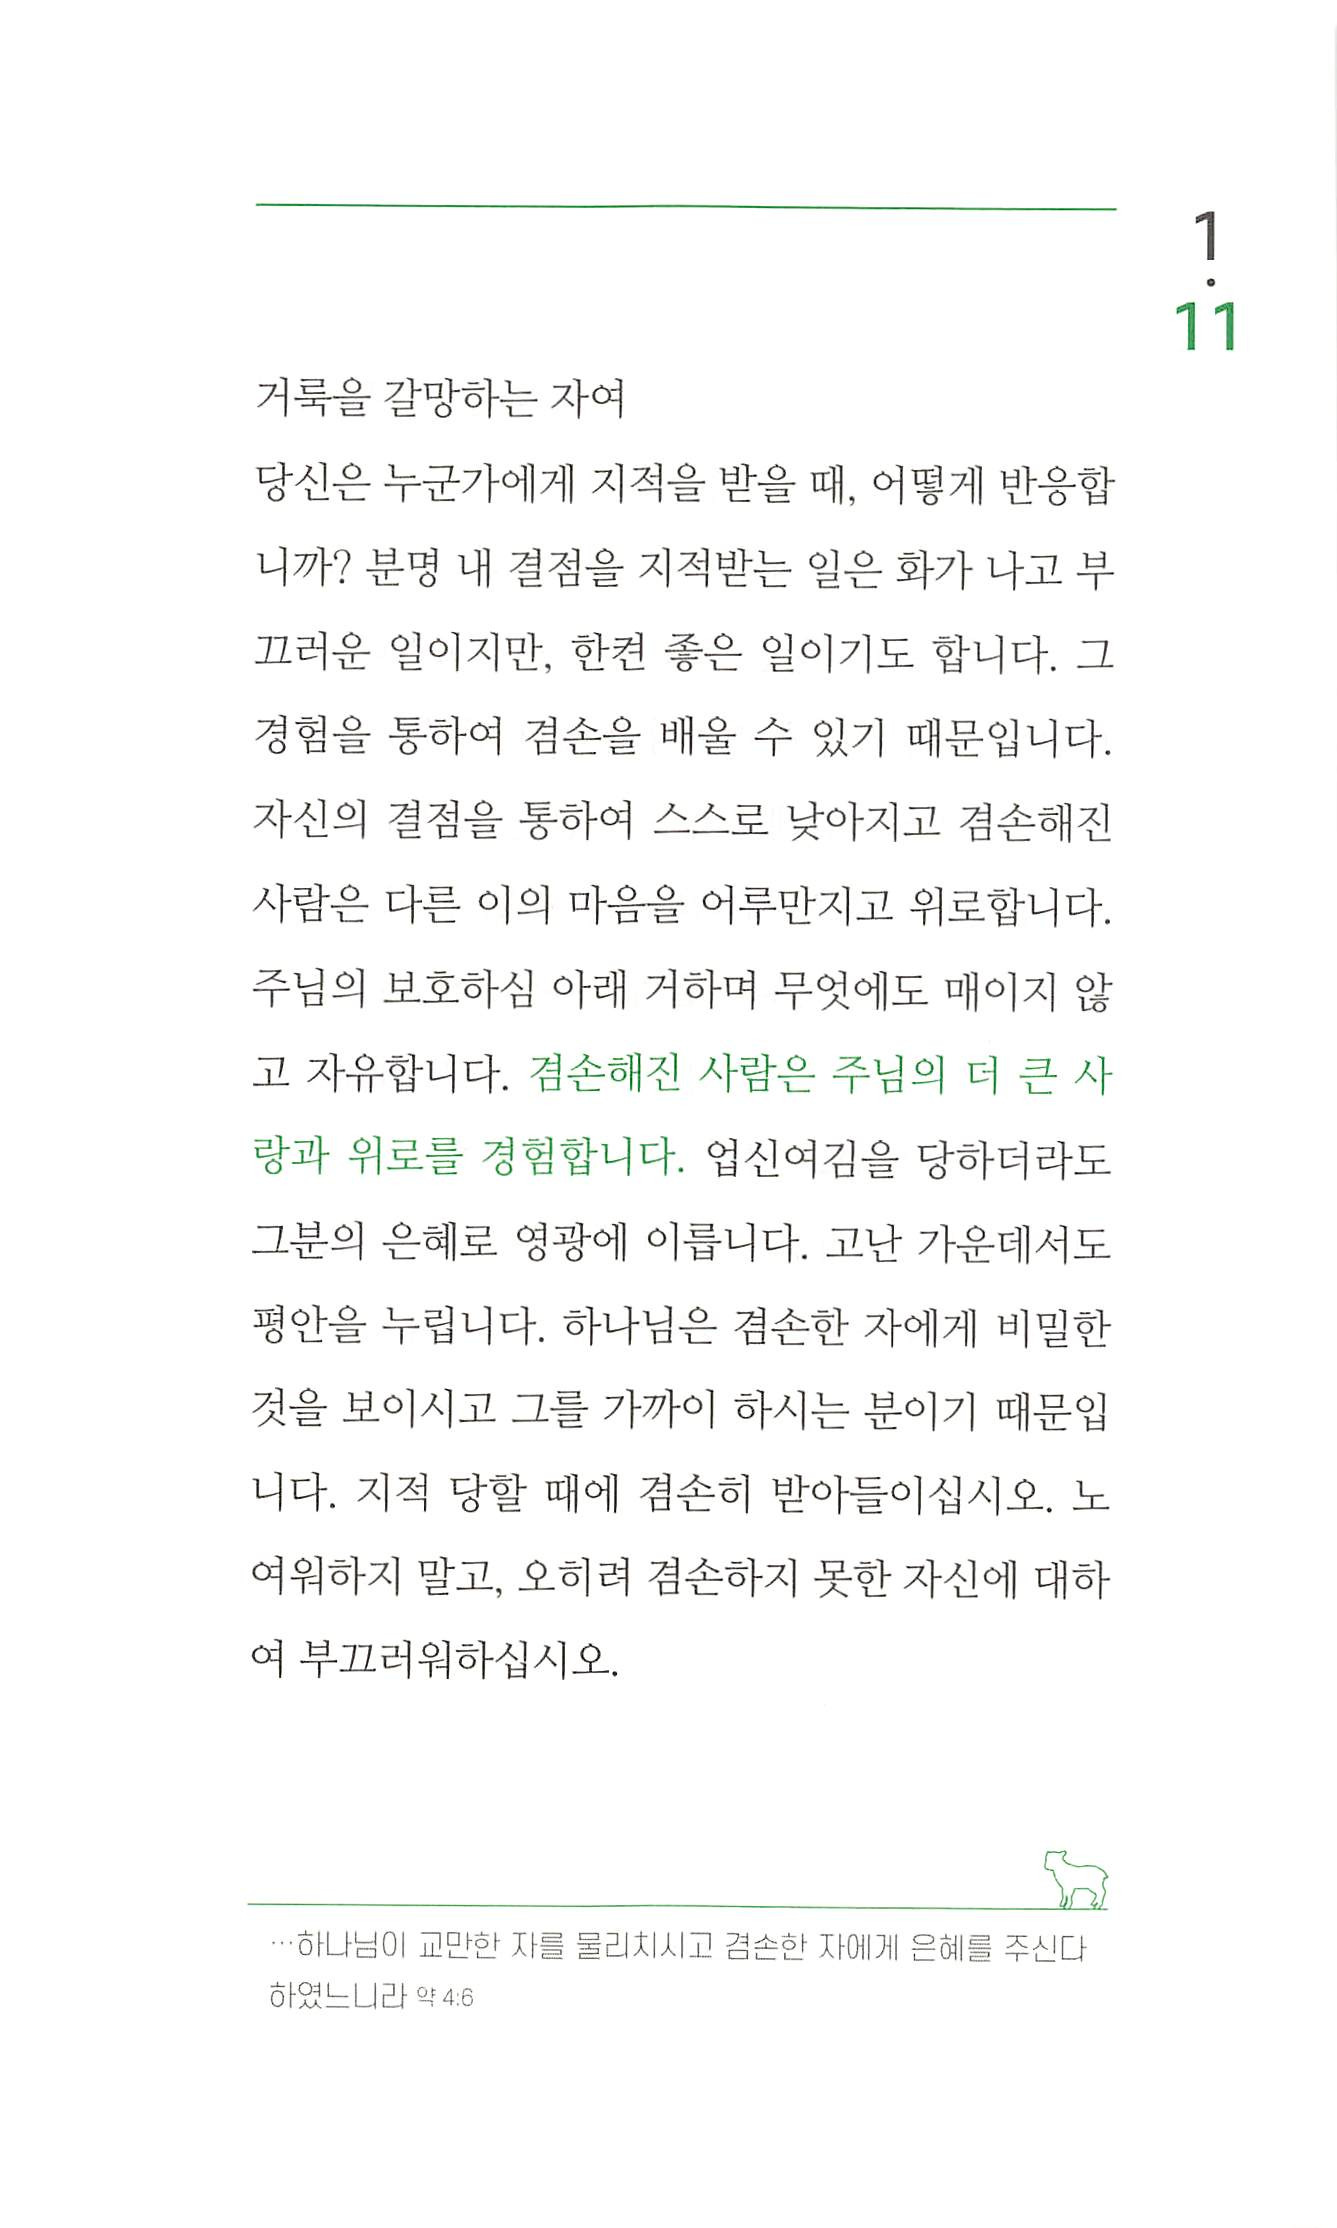 1
·
11
거룩을 갈망하는 자여
당신은 누군가에게 지적을 받을 때, 어떻게 반응합
니까? 분명 내 결점을 지적받는 일은 화가 나고 부
끄러운 일이지만, 한켠 좋은 일이기도 합니다. 그
경험을 통하여 겸손을 배울 수 있기 때문입니다.
자신의 결점을 통하여 스스로 낮아지고 겸손해진
사람은 다른 이의 마음을 어루만지고 위로합니다.
주님의 보호하심 아래 거하며 무엇에도 매이지 않
고 자유합니다. 겸손해진 사람은 주님의 더 큰 사
랑과 위로를 경험합니다. 업신여김을 당하더라도
그분의 은혜로 영광에 이릅니다. 고난 가운데서도
평안을 누립니다. 하나님은 겸손한 자에게 비밀한
것을 보이시고 그를 가까이 하시는 분이기 때문입
니다. 지적 당할 때에 겸손히 받아들이십시오. 노
여워하지 말고, 오히려 겸손하지 못한 자신에 대하
여 부끄러워하십시오.
…하나님이 교만한 자를 물리치시고 겸손한 자에게 은혜를 주신다
하였느니라 약 4:6